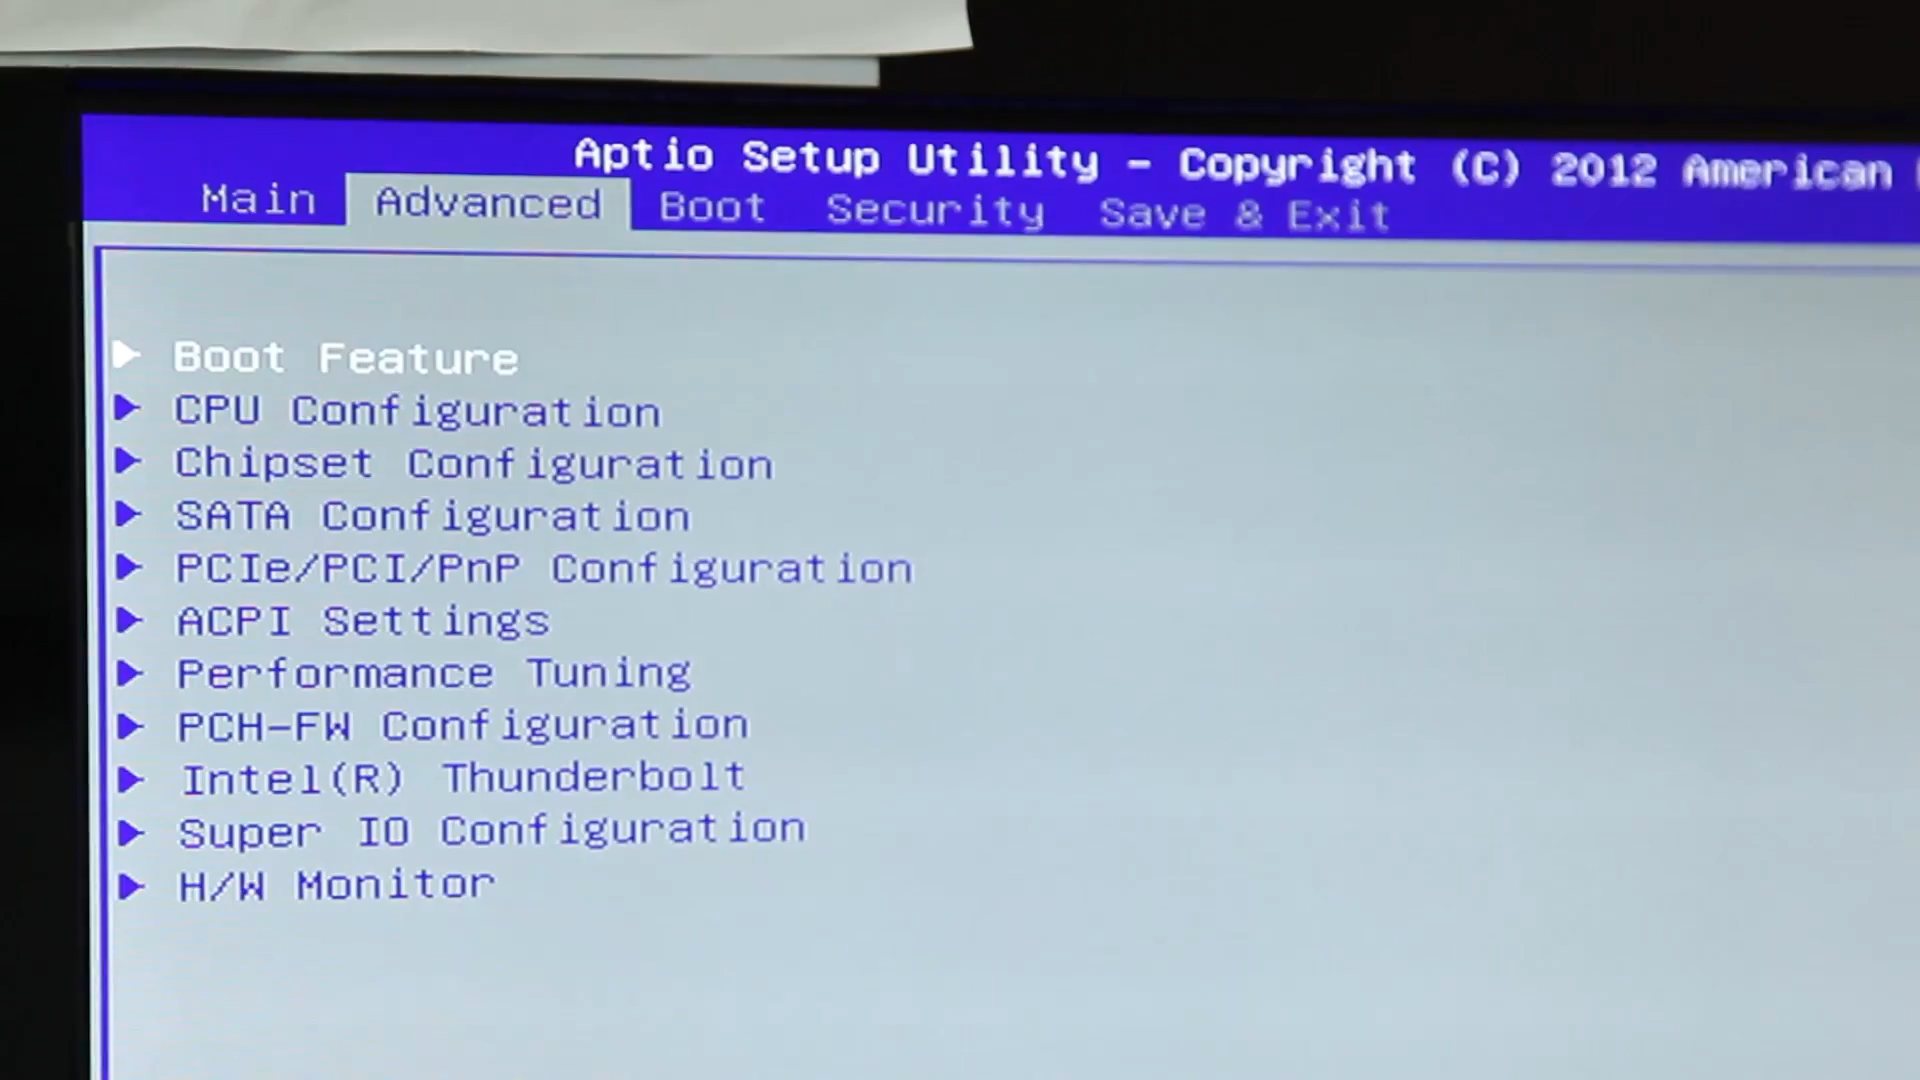 Aptio Setup Utility - Copyright (C) 2012 American
Main Advanced Boot Security Save & Exit
Boot Feature
CPU Configuration
Chipset Configuration
SATA Configuration
PCIe/PCI/PnP Configuration
ACPI Settings
Performance Tuning
PCH-FW Configuration
Intel(R) Thunderbolt
Super IO Configuration
H/W Monitor